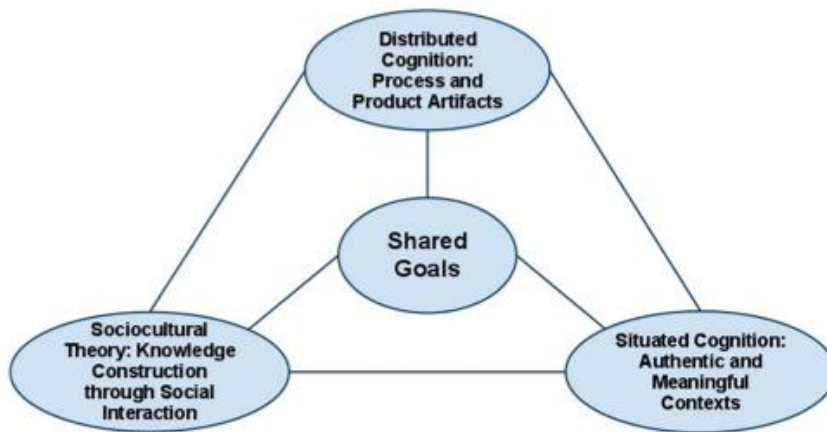 Distributed
Cognition:
Process and
Product Artifacts
Shared
Goals
Sociocultural
Theory: Knowledge
Construction
through Social
Interaction
Situated Cognition:
Authentic and
Meaningful
Contexts